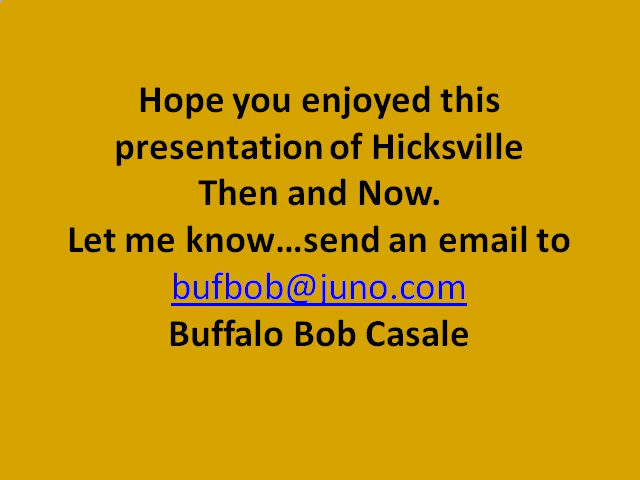 Hope you enjoyed this
presentation of Hicksville
Then and Now.
Let me know…send an email to
bufbob@juno.com
Buffalo Bob Casale